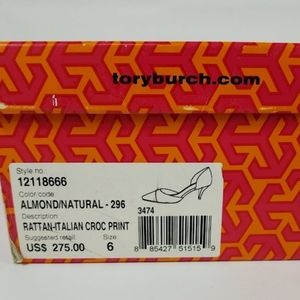 toryburch.com
Style no.
12118666
Color/code
ALMOND/NATURAL - 296
3474
Description
RATTAN-ITALIAN CROC PRINT
Suggested retail
Size
US$ 275.00
6
8 85427 51515 9